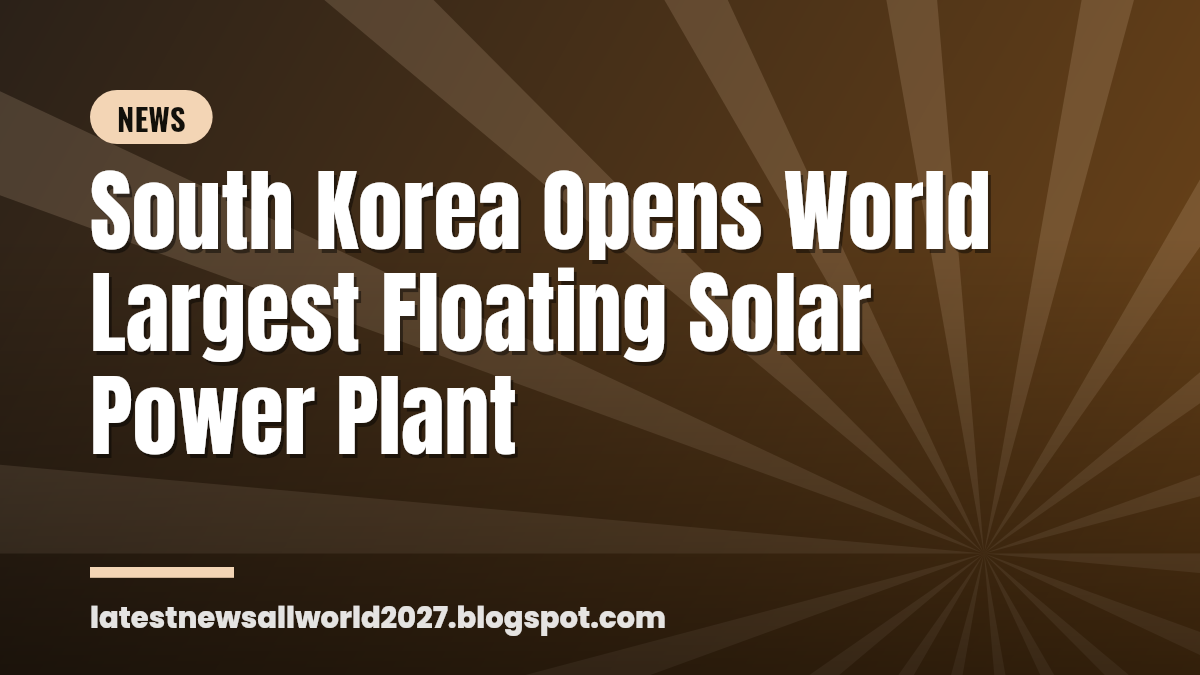 NEWS
South Korea Opens World
Largest Floating Solar
Power Plant
latestnewsallworld2027.blogspot.com